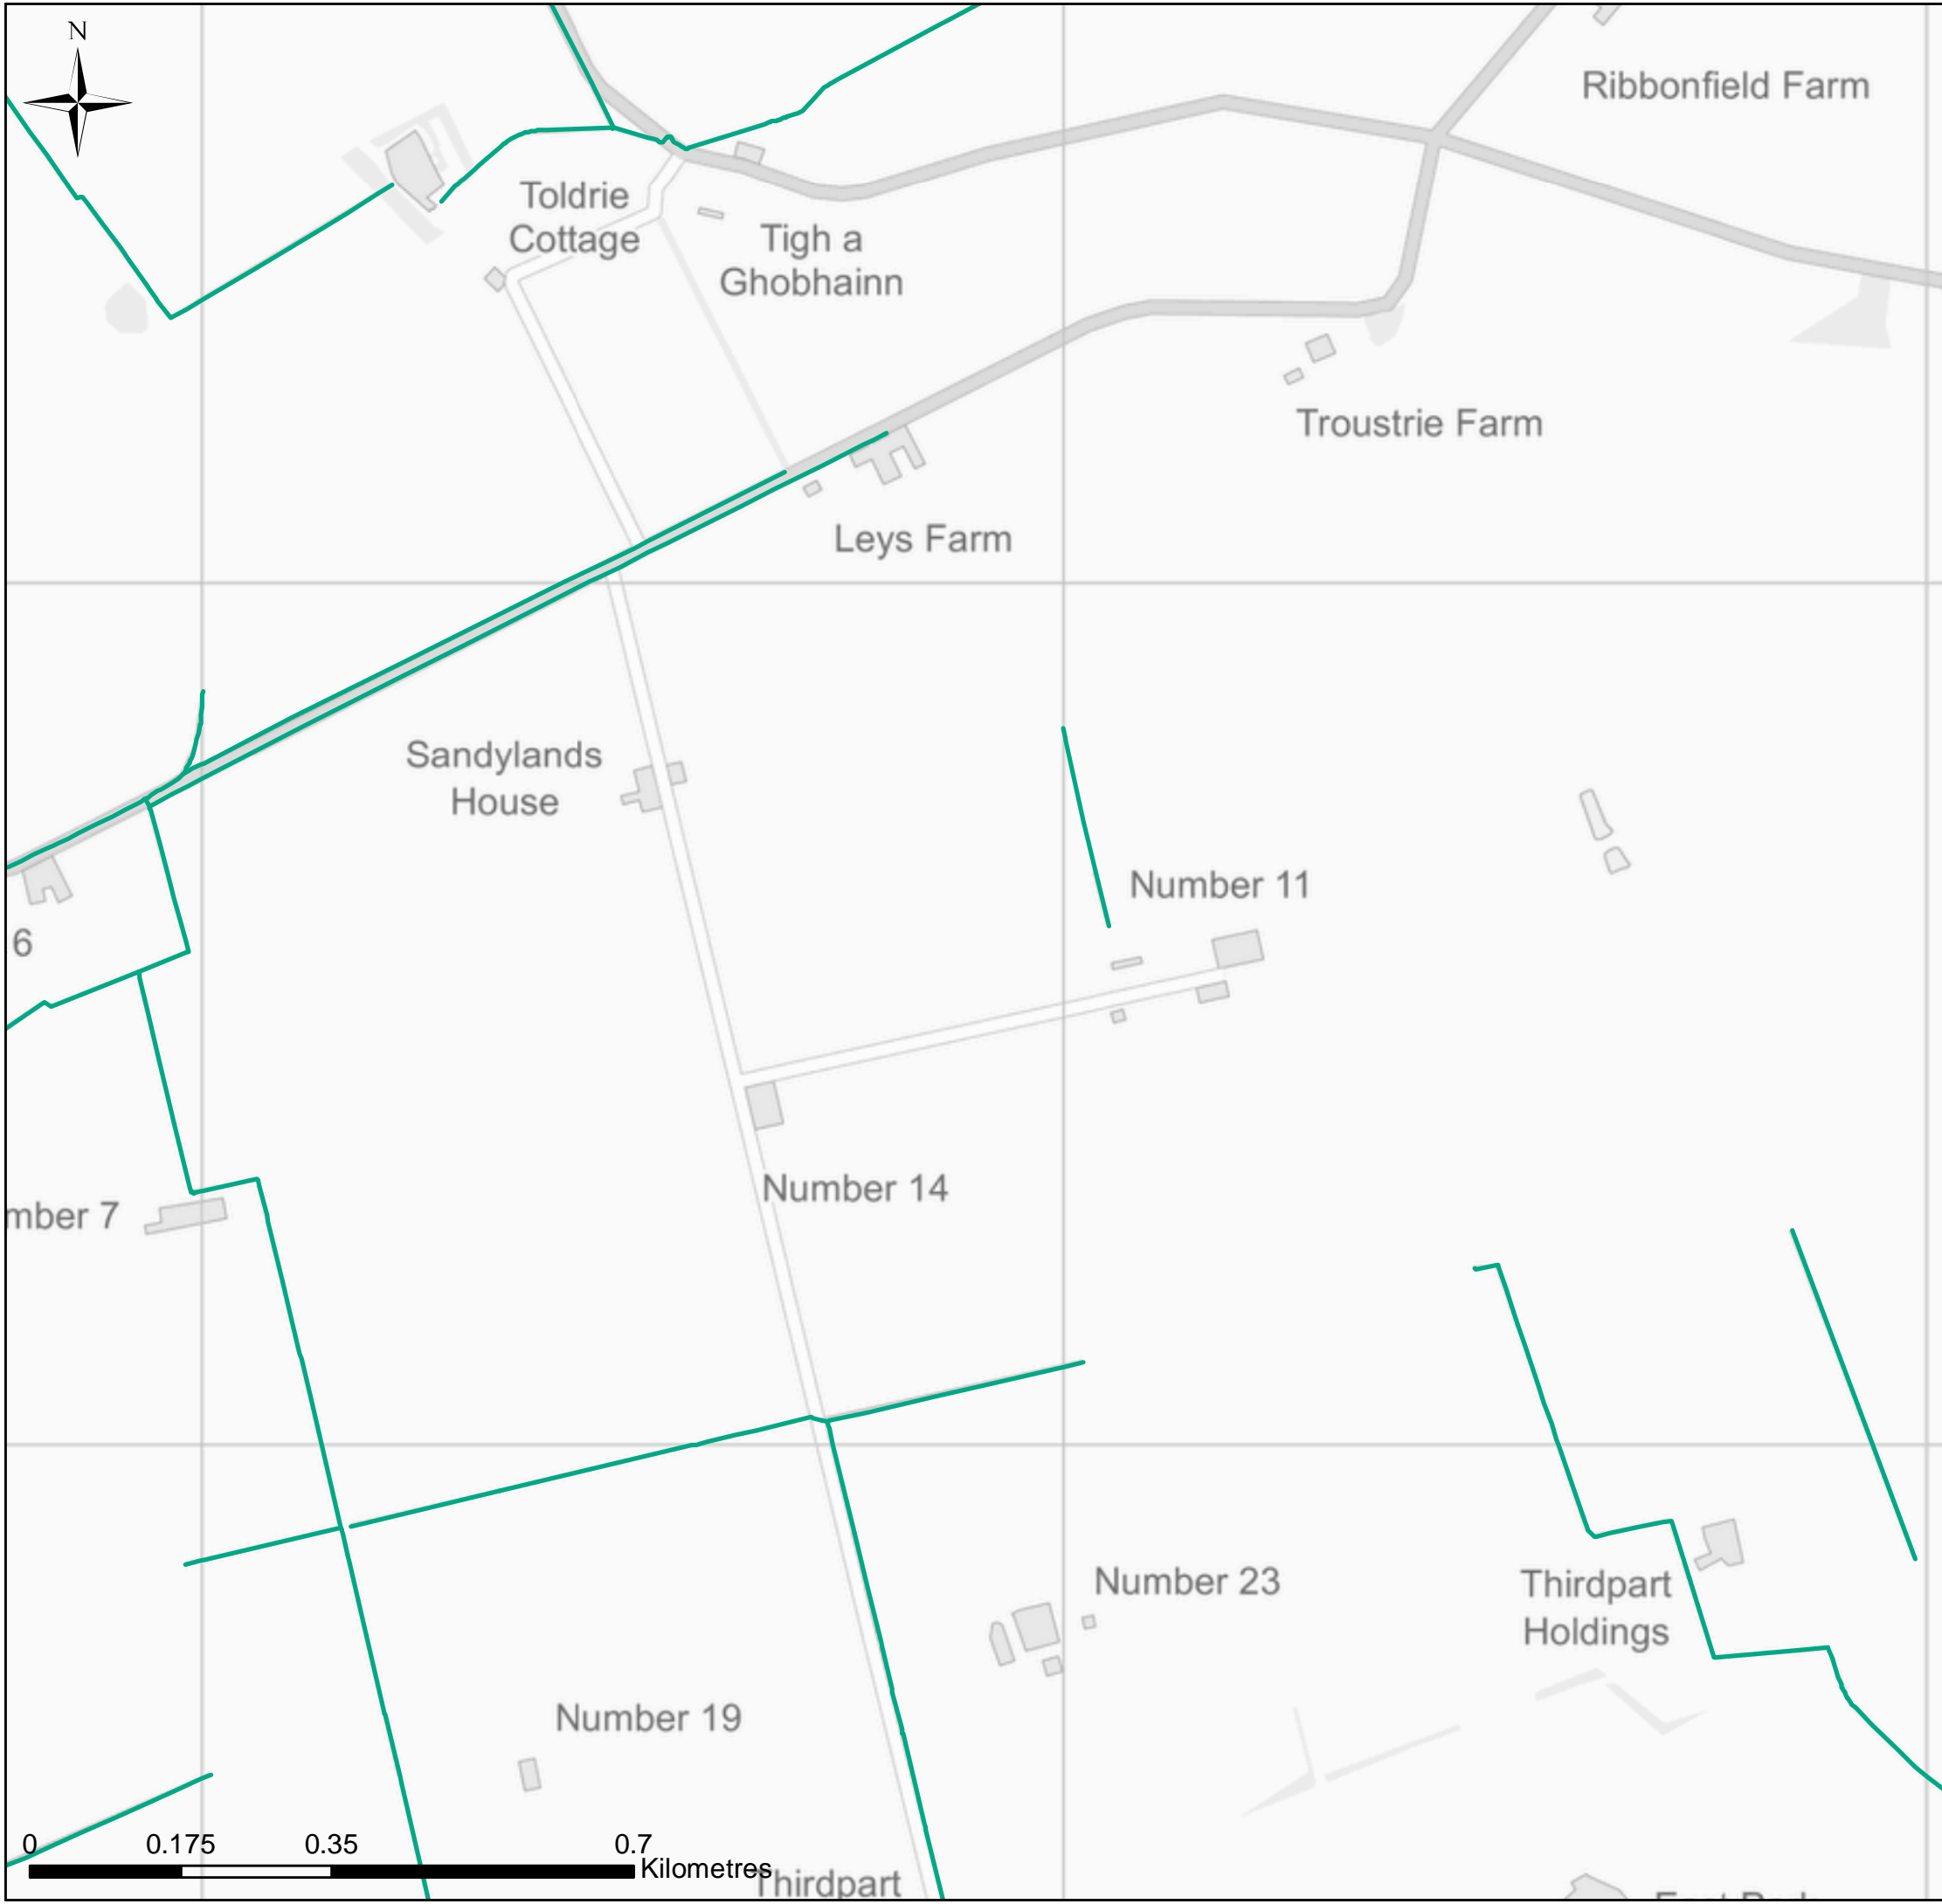 N
Ribbonfield Farm
Toldrie
Cottage
Tigh a
Ghobhainn
Troustrie Farm
Leys Farm
Sandylands
House
Number 11
6
Number 14
mber 7
Number 23
Thirdpart
Holdings
Number 19
0 0.175 0.35 0.7
Kilometres
Thirdpart